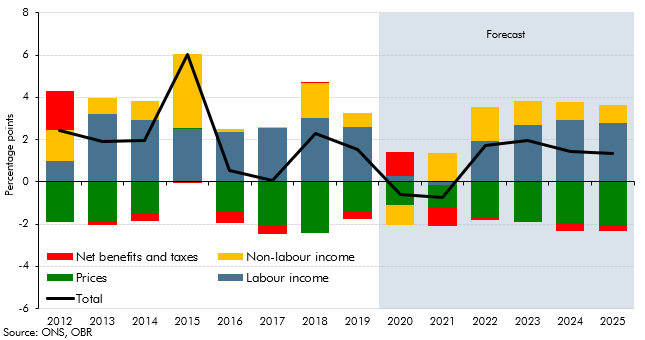 8
6
4
2
0
-2
-4
-6
Percentage points
Forecast
Net benefits and taxes
Non-labour income
Prices
Labour income
Total
2012 2013 2014 2015 2016 2017 2018 2019 2020 2021 2022 2023 2024 2025
Source: ONS, OBR